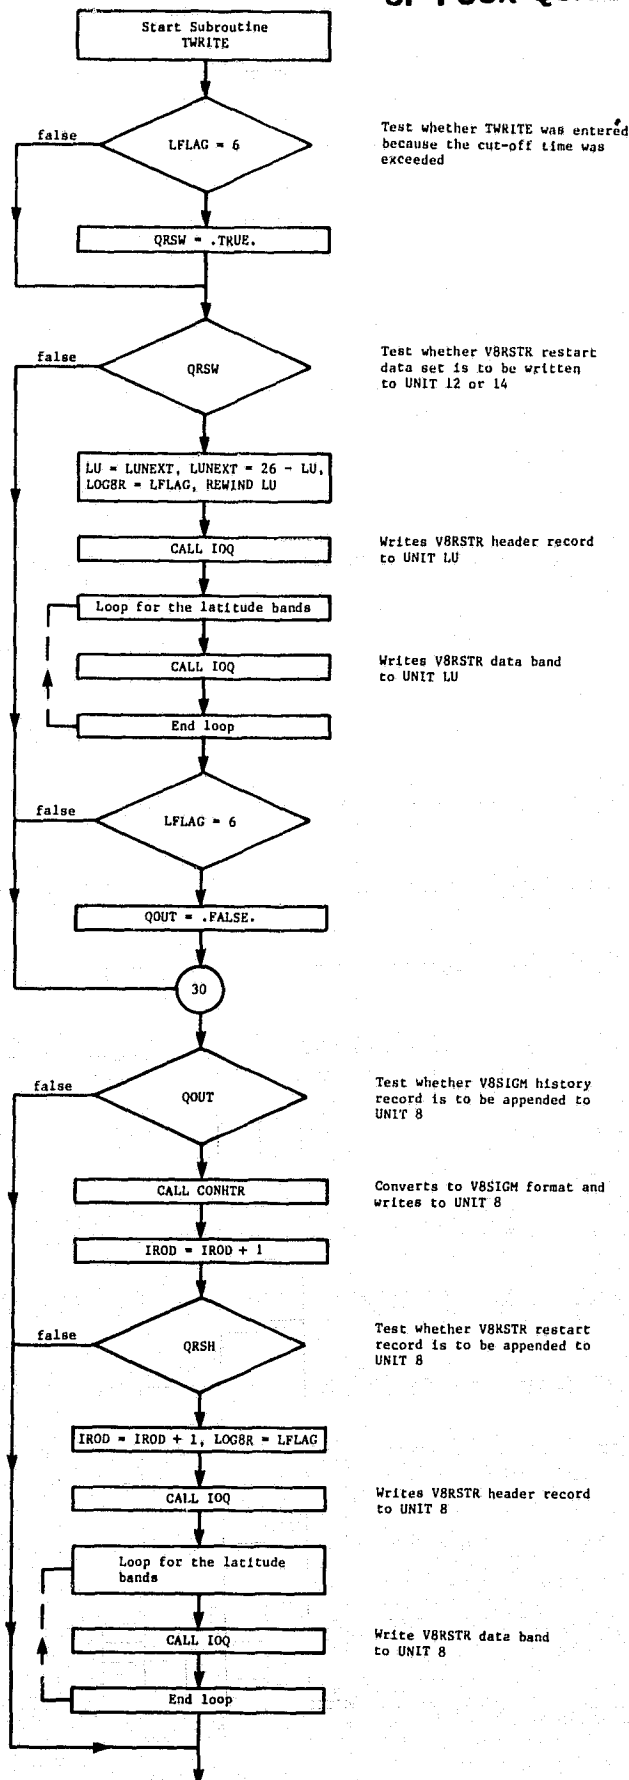 Start Subroutine
TWRITE
false
LFLAG = 6
Test whether TWRITE was entered
because the cut-off time was
exceeded
QRSW = .TRUE.
false
QRSW
Test whether V8RSTR restart
data set is to be written
to UNIT 12 or 14
LU = LUNEXT, LUNEXT = 26 - LU,
LOG8R = LFLAG, REWIND LU
CALL IOQ
Writes V8RSTR header record
to UNIT LU
Loop for the latitude bands
CALL IOQ
Writes V8RSTR data band
to UNIT LU
End loop
false
LFLAG = 6
QOUT = .FALSE.
30
false
QOUT
Test whether V8SIGM history
record is to be appended to
UNIT 8
CALL CONHTR
Converts to V8SIGM format and
writes to UNIT 8
IROD = IROD + 1
false
QRSH
Test whether V8RSTR restart
record is to be appended to
UNIT 8
IROD = IROD + 1, LOG8R = LFLAG
CALL IOQ
Writes V8RSTR header record
to UNIT 8
Loop for the latitude
bands
CALL IOQ
Write V8RSTR data band
to UNIT 8
End loop